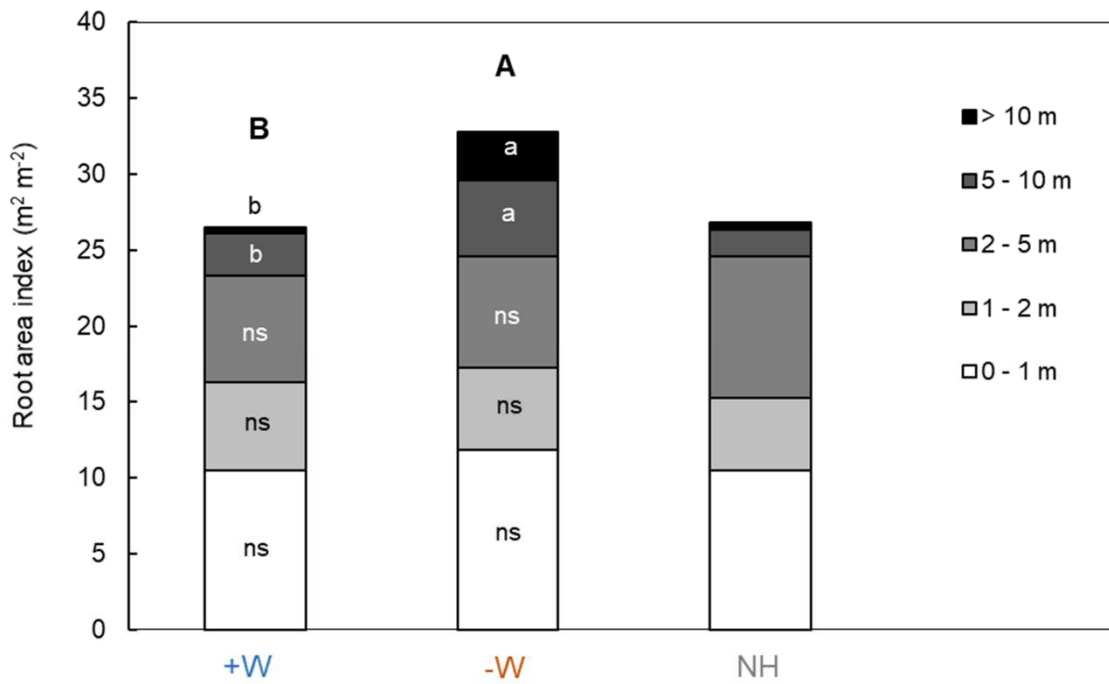 Root area index (m² m⁻²)
40
35
30
25
20
15
10
5
0
B
b
b
ns
ns
ns
A
a
a
ns
ns
ns
+W
-W
NH
> 10 m
5 - 10 m
2 - 5 m
1 - 2 m
0 - 1 m